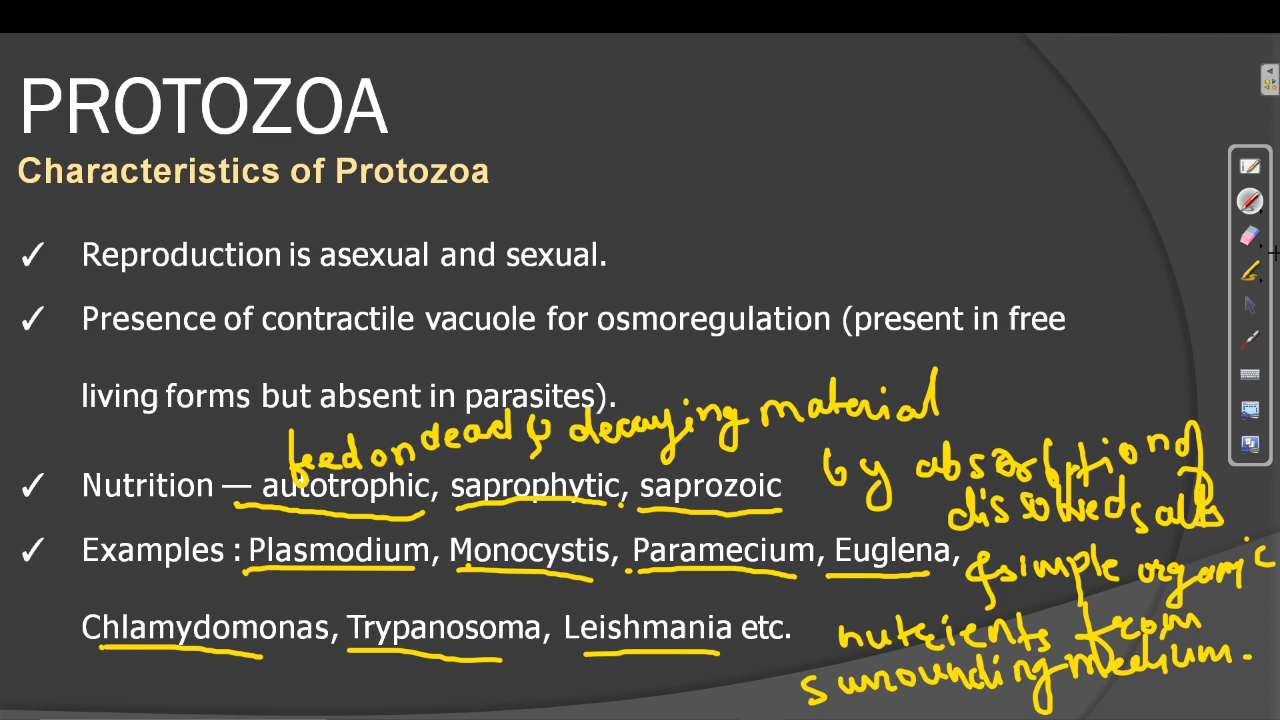 PROTOZOA
Characteristics of Protozoa
✓ Reproduction is asexual and sexual.
✓ Presence of contractile vacuole for osmoregulation (present in free
living forms but absent in parasites).
feed on dead & decaying material
✓ Nutrition — autotrophic, saprophytic, saprozoic
by absorption of
dissolved salts
& simple organic
nutrients from
surrounding medium.
✓ Examples : Plasmodium, Monocystis, Paramecium, Euglena,
Chlamydomonas, Trypanosoma, Leishmania etc.